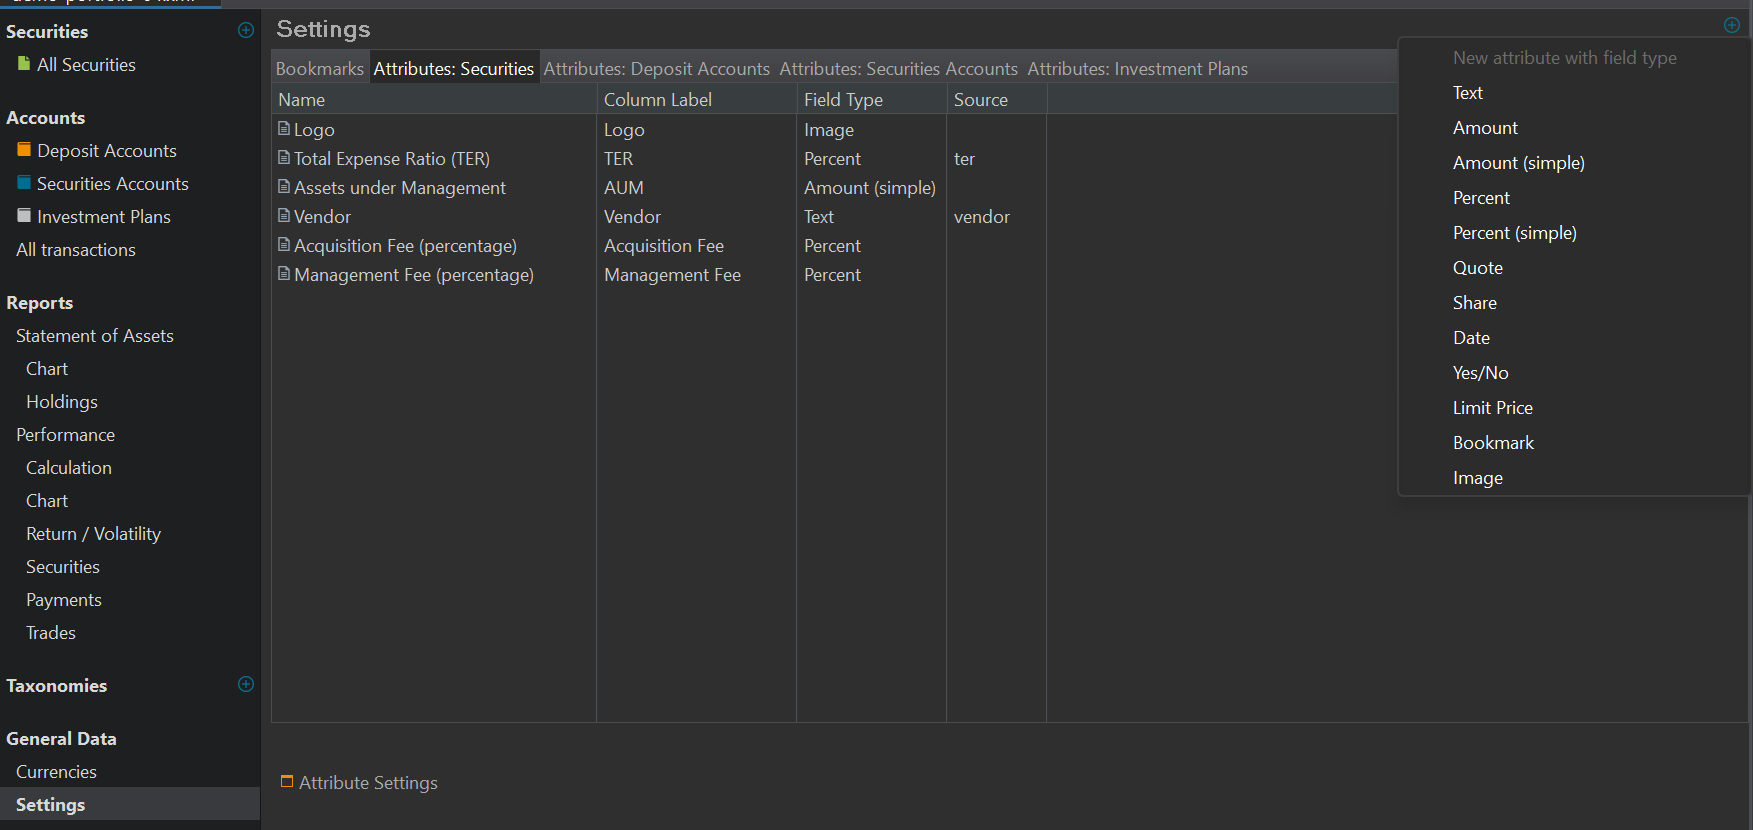 Securities
All Securities
Accounts
Deposit Accounts
Securities Accounts
Investment Plans
All transactions
Reports
Statement of Assets
Chart
Holdings
Performance
Calculation
Chart
Return / Volatility
Securities
Payments
Trades
Taxonomies
General Data
Currencies
Settings
Settings
Bookmarks Attributes: Securities Attributes: Deposit Accounts Attributes: Securities Accounts Attributes: Investment Plans
Name Column Label Field Type Source
Logo Logo Image
Total Expense Ratio (TER) TER Percent ter
Assets under Management AUM Amount (simple)
Vendor Vendor Text vendor
Acquisition Fee (percentage) Acquisition Fee Percent
Management Fee (percentage) Management Fee Percent
Attribute Settings
New attribute with field type
Text
Amount
Amount (simple)
Percent
Percent (simple)
Quote
Share
Date
Yes/No
Limit Price
Bookmark
Image